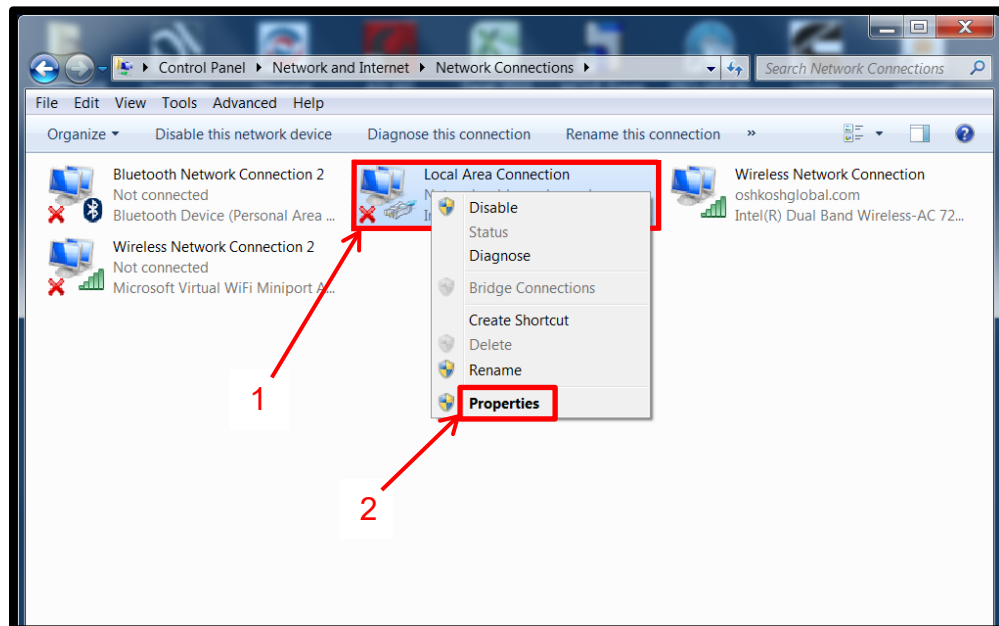 Control Panel ▸ Network and Internet ▸ Network Connections ▸
Search Network Connections
File Edit View Tools Advanced Help
Organize Disable this network device Diagnose this connection Rename this connection »
Bluetooth Network Connection 2
Not connected
Bluetooth Device (Personal Area ...
Local Area Connection
Wireless Network Connection
oshkoshglobal.com
Intel(R) Dual Band Wireless-AC 72...
Wireless Network Connection 2
Not connected
Microsoft Virtual WiFi Miniport A...
Disable
Status
Diagnose
Bridge Connections
Create Shortcut
Delete
Rename
Properties
1
2